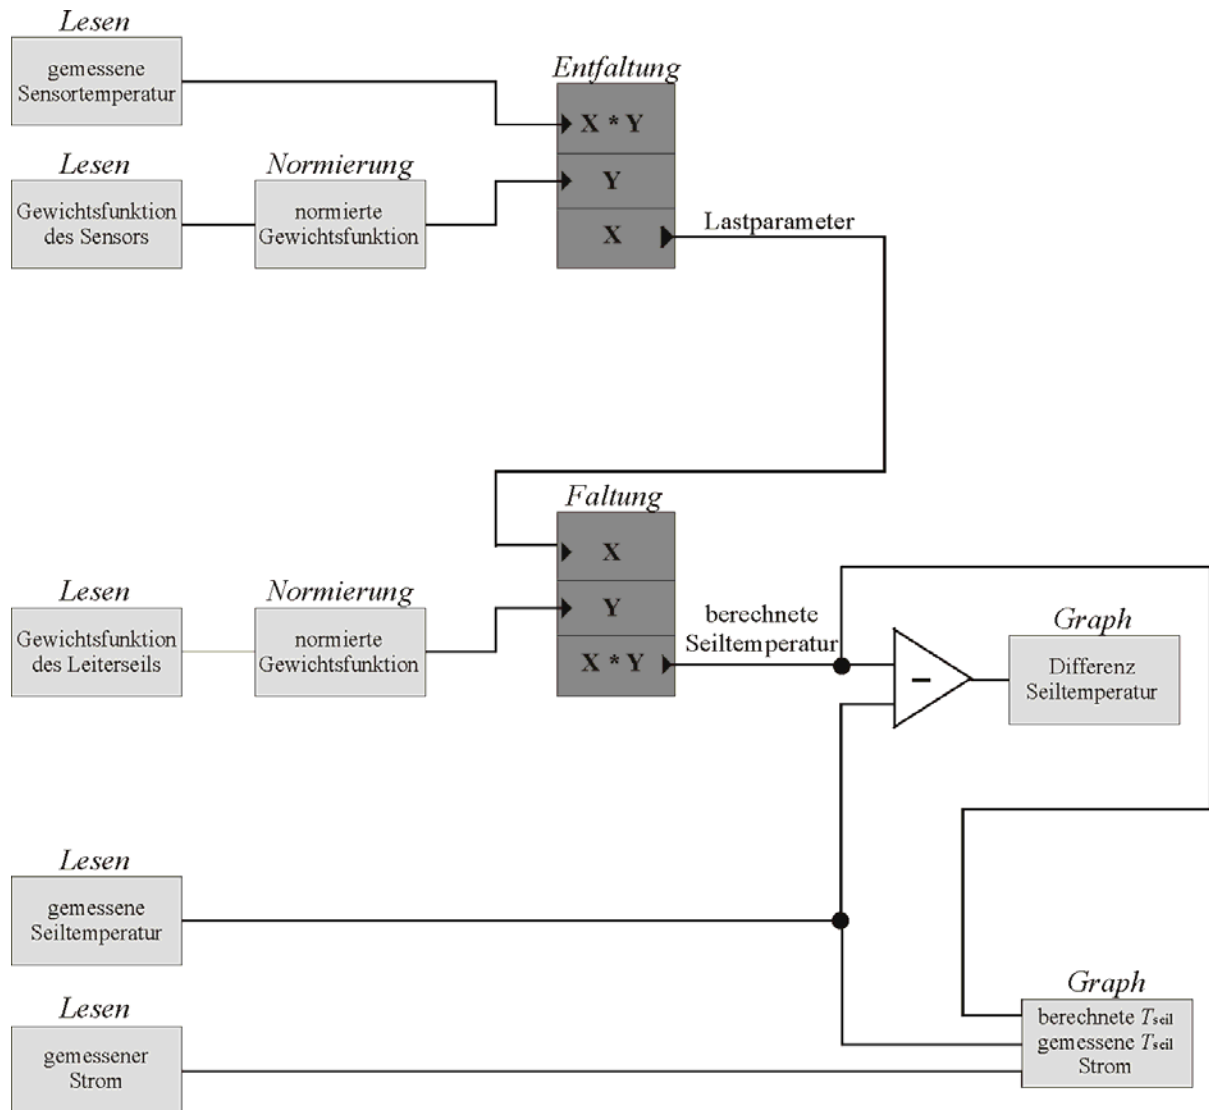 Lesen
gemessene
Sensortemperatur
Entfaltung
X * Y
Y
X
Lesen
Gewichtsfunktion
des Sensors
Normierung
normierte
Gewichtsfunktion
Lastparameter
Faltung
X
Y
X * Y
Lesen
Gewichtsfunktion
des Leiterseils
Normierung
normierte
Gewichtsfunktion
berechnete
Seiltemperatur
–
Graph
Differenz
Seiltemperatur
Lesen
gemessene
Seiltemperatur
Lesen
gemessener
Strom
Graph
berechnete Tseil
gemessene Tseil
Strom